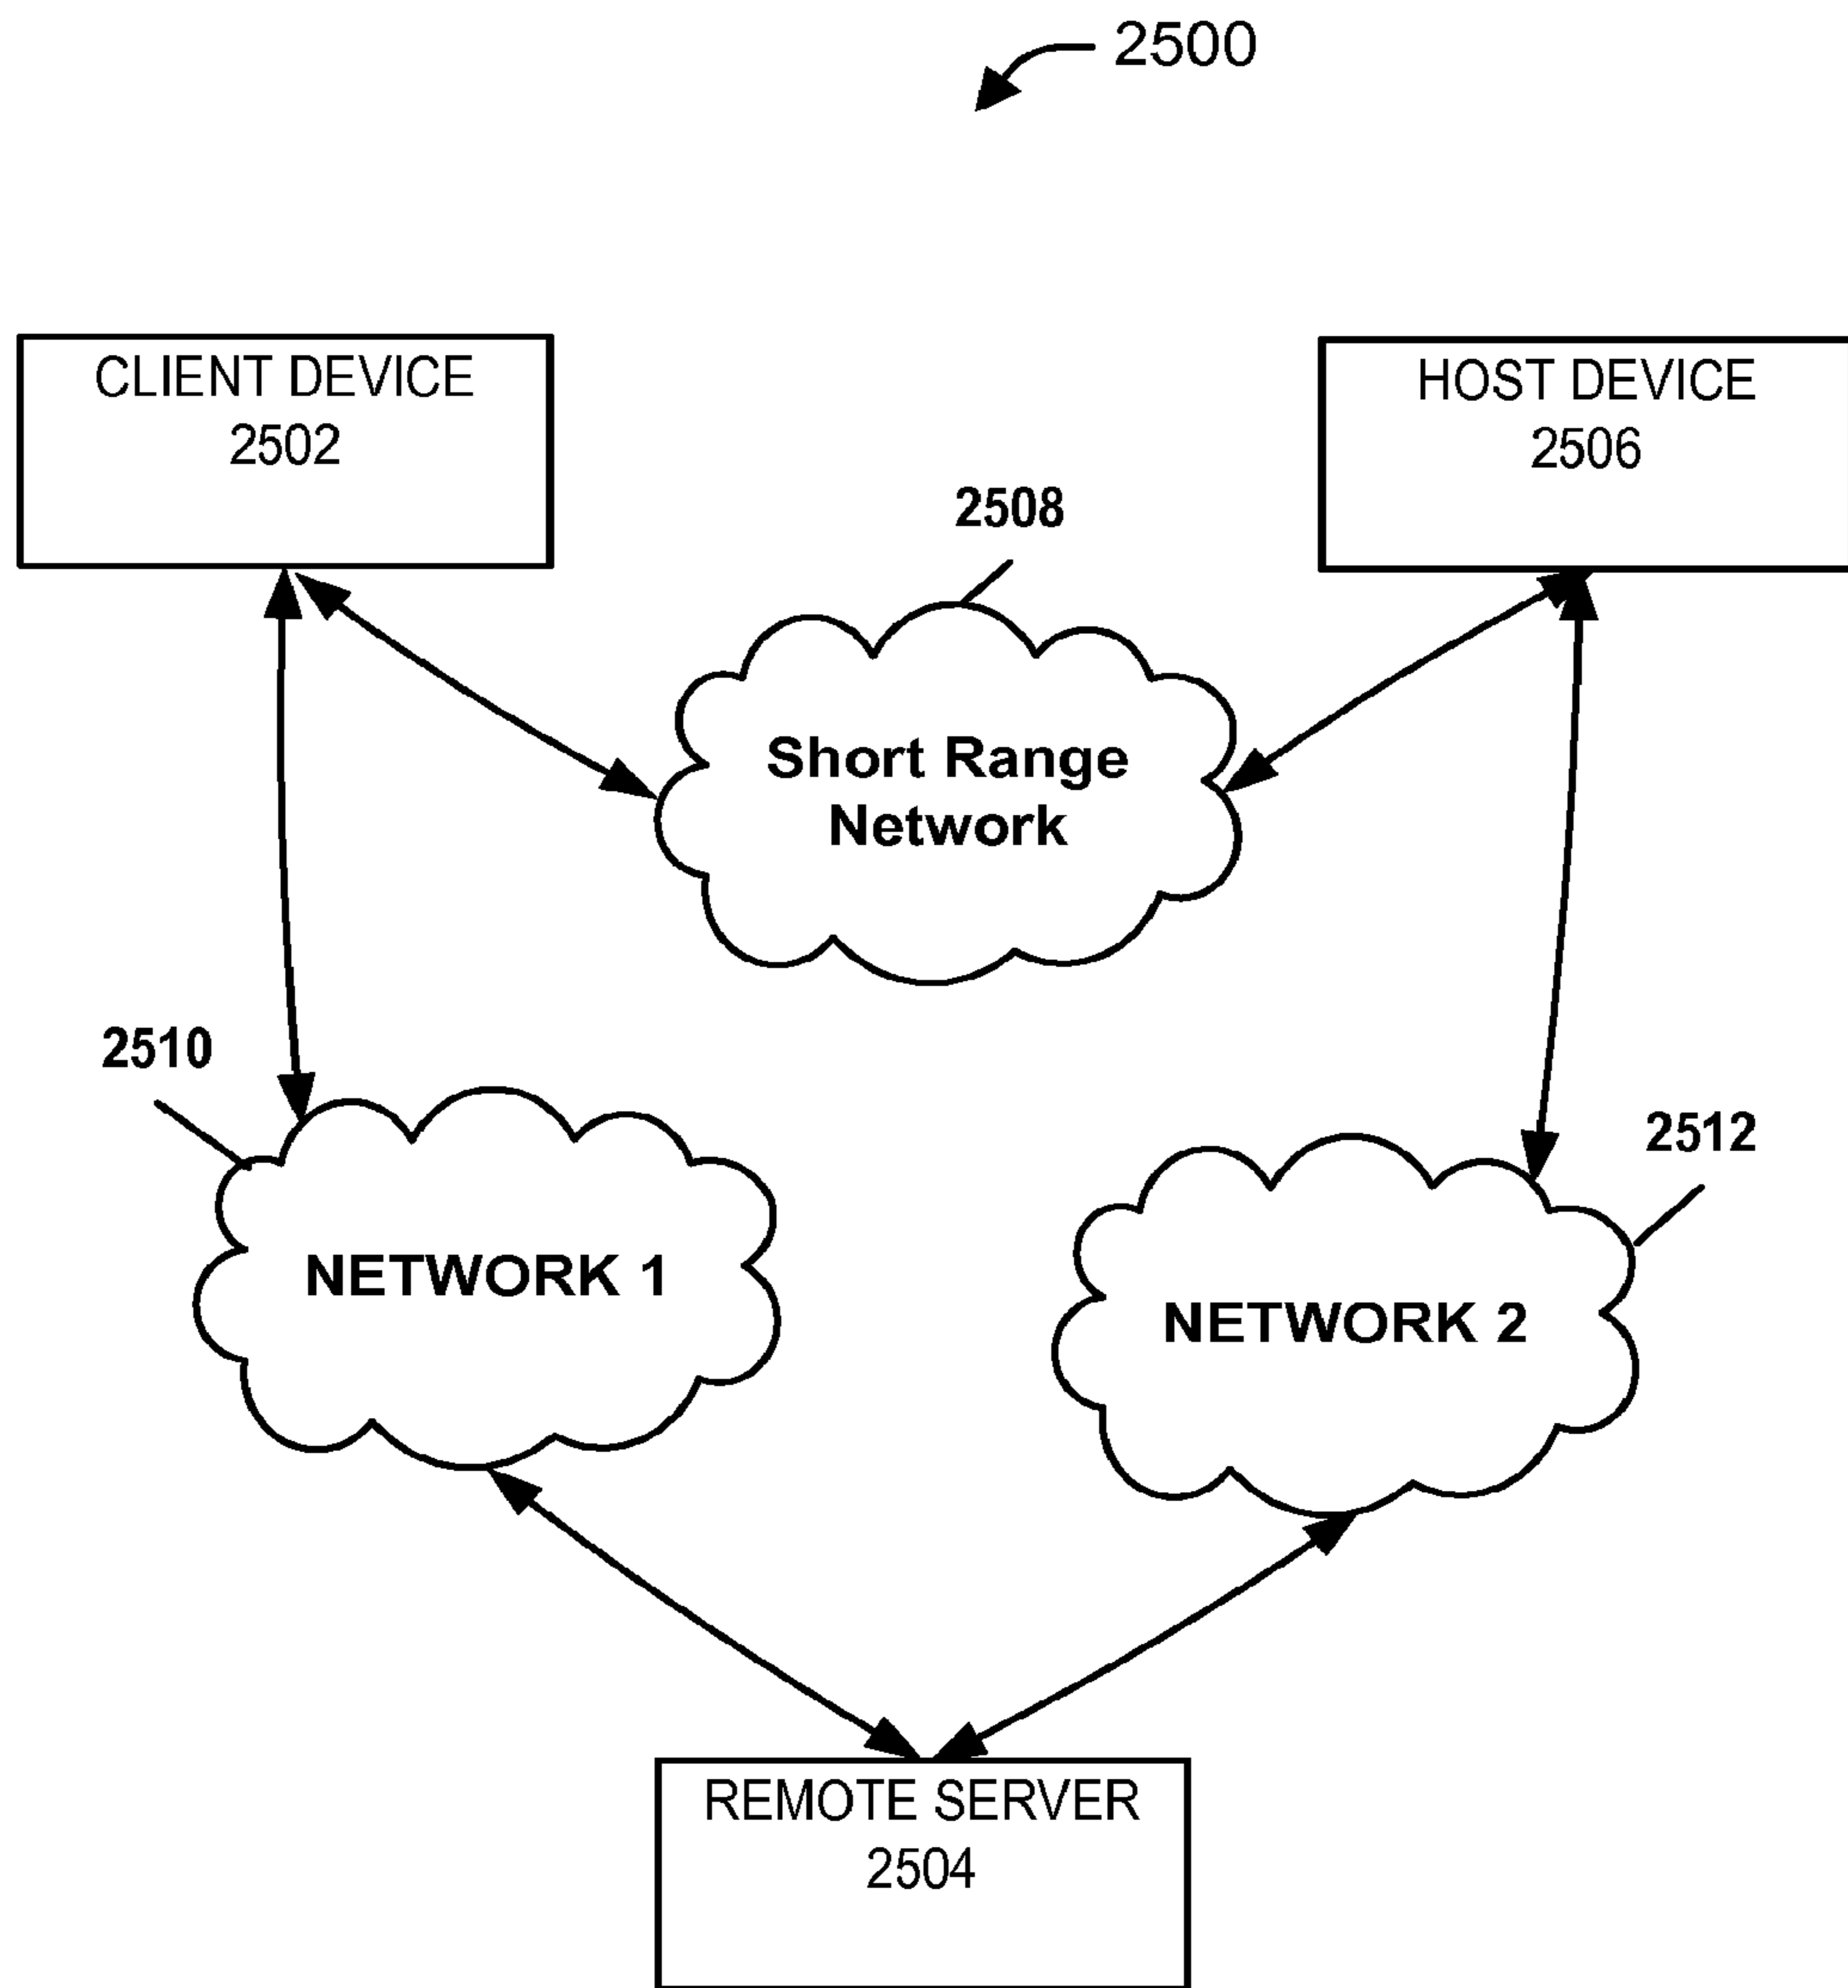 2500
CLIENT DEVICE
2502
HOST DEVICE
2506
2508
Short Range
Network
2510
2512
NETWORK 1
NETWORK 2
REMOTE SERVER
2504